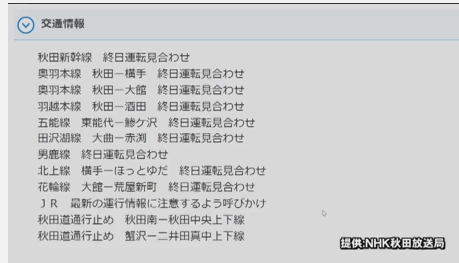 交通情報
秋田新幹線　終日運転見合わせ
奥羽本線　秋田ー横手　終日運転見合わせ
奥羽本線　秋田ー大館　終日運転見合わせ
羽越本線　秋田ー酒田　終日運転見合わせ
五能線　東能代ー鰺ケ沢　終日運転見合わせ
田沢湖線　大曲ー赤渕　終日運転見合わせ
男鹿線　終日運転見合わせ
北上線　横手ーほっとゆだ　終日運転見合わせ
花輪線　大館ー荒屋新町　終日運転見合わせ
ＪＲ　最新の運行情報に注意するよう呼びかけ
秋田道通行止め　秋田南ー秋田中央上下線
秋田道通行止め　蟹沢ー二井田真中上下線
提供:NHK秋田放送局